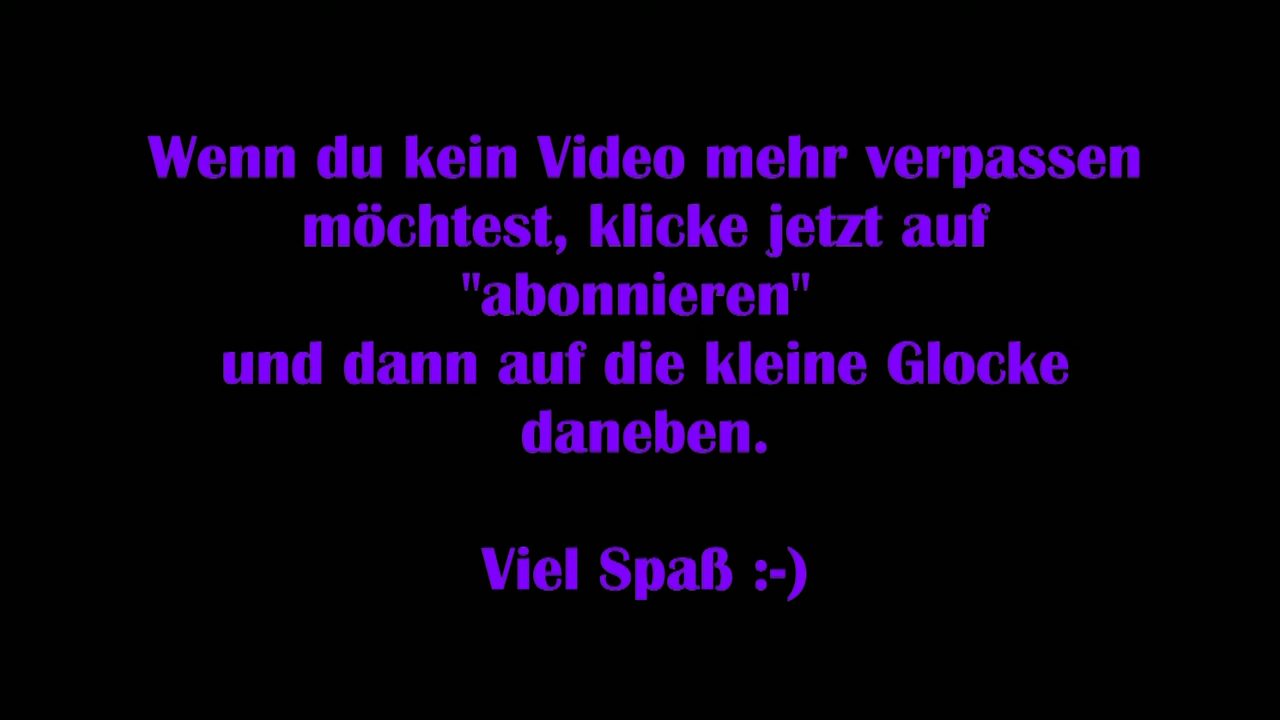 Wenn du kein Video mehr verpassen
möchtest, klicke jetzt auf
"abonnieren"
und dann auf die kleine Glocke
daneben.
Viel Spaß :-)